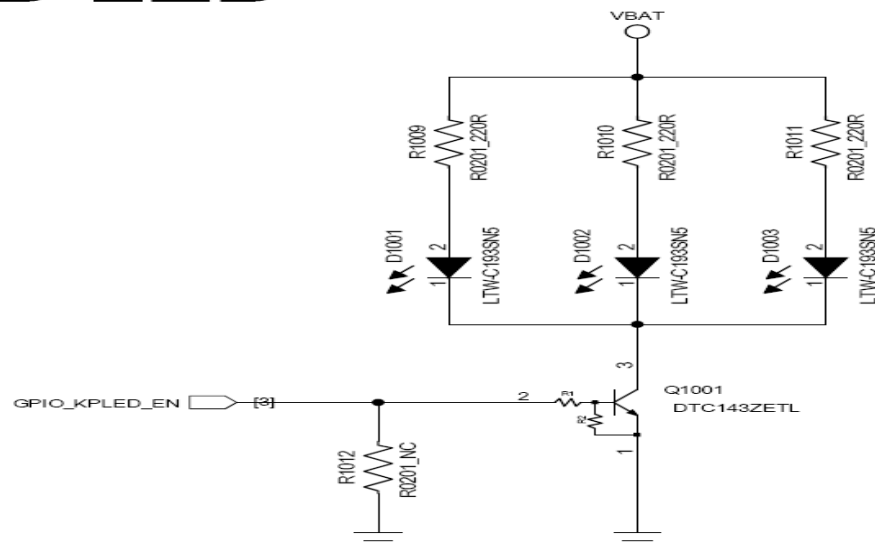 VBAT
R1009
R0201_220R
R1010
R0201_220R
R1011
R0201_220R
D1001
2
1
LTW-C193SN5
D1002
2
1
LTW-C193SN5
D1003
2
1
LTW-C193SN5
3
Q1001
DTC143ZETL
GPIO_KPLED_EN
[3]
2
R1
R2
1
R1012
R0201_NC